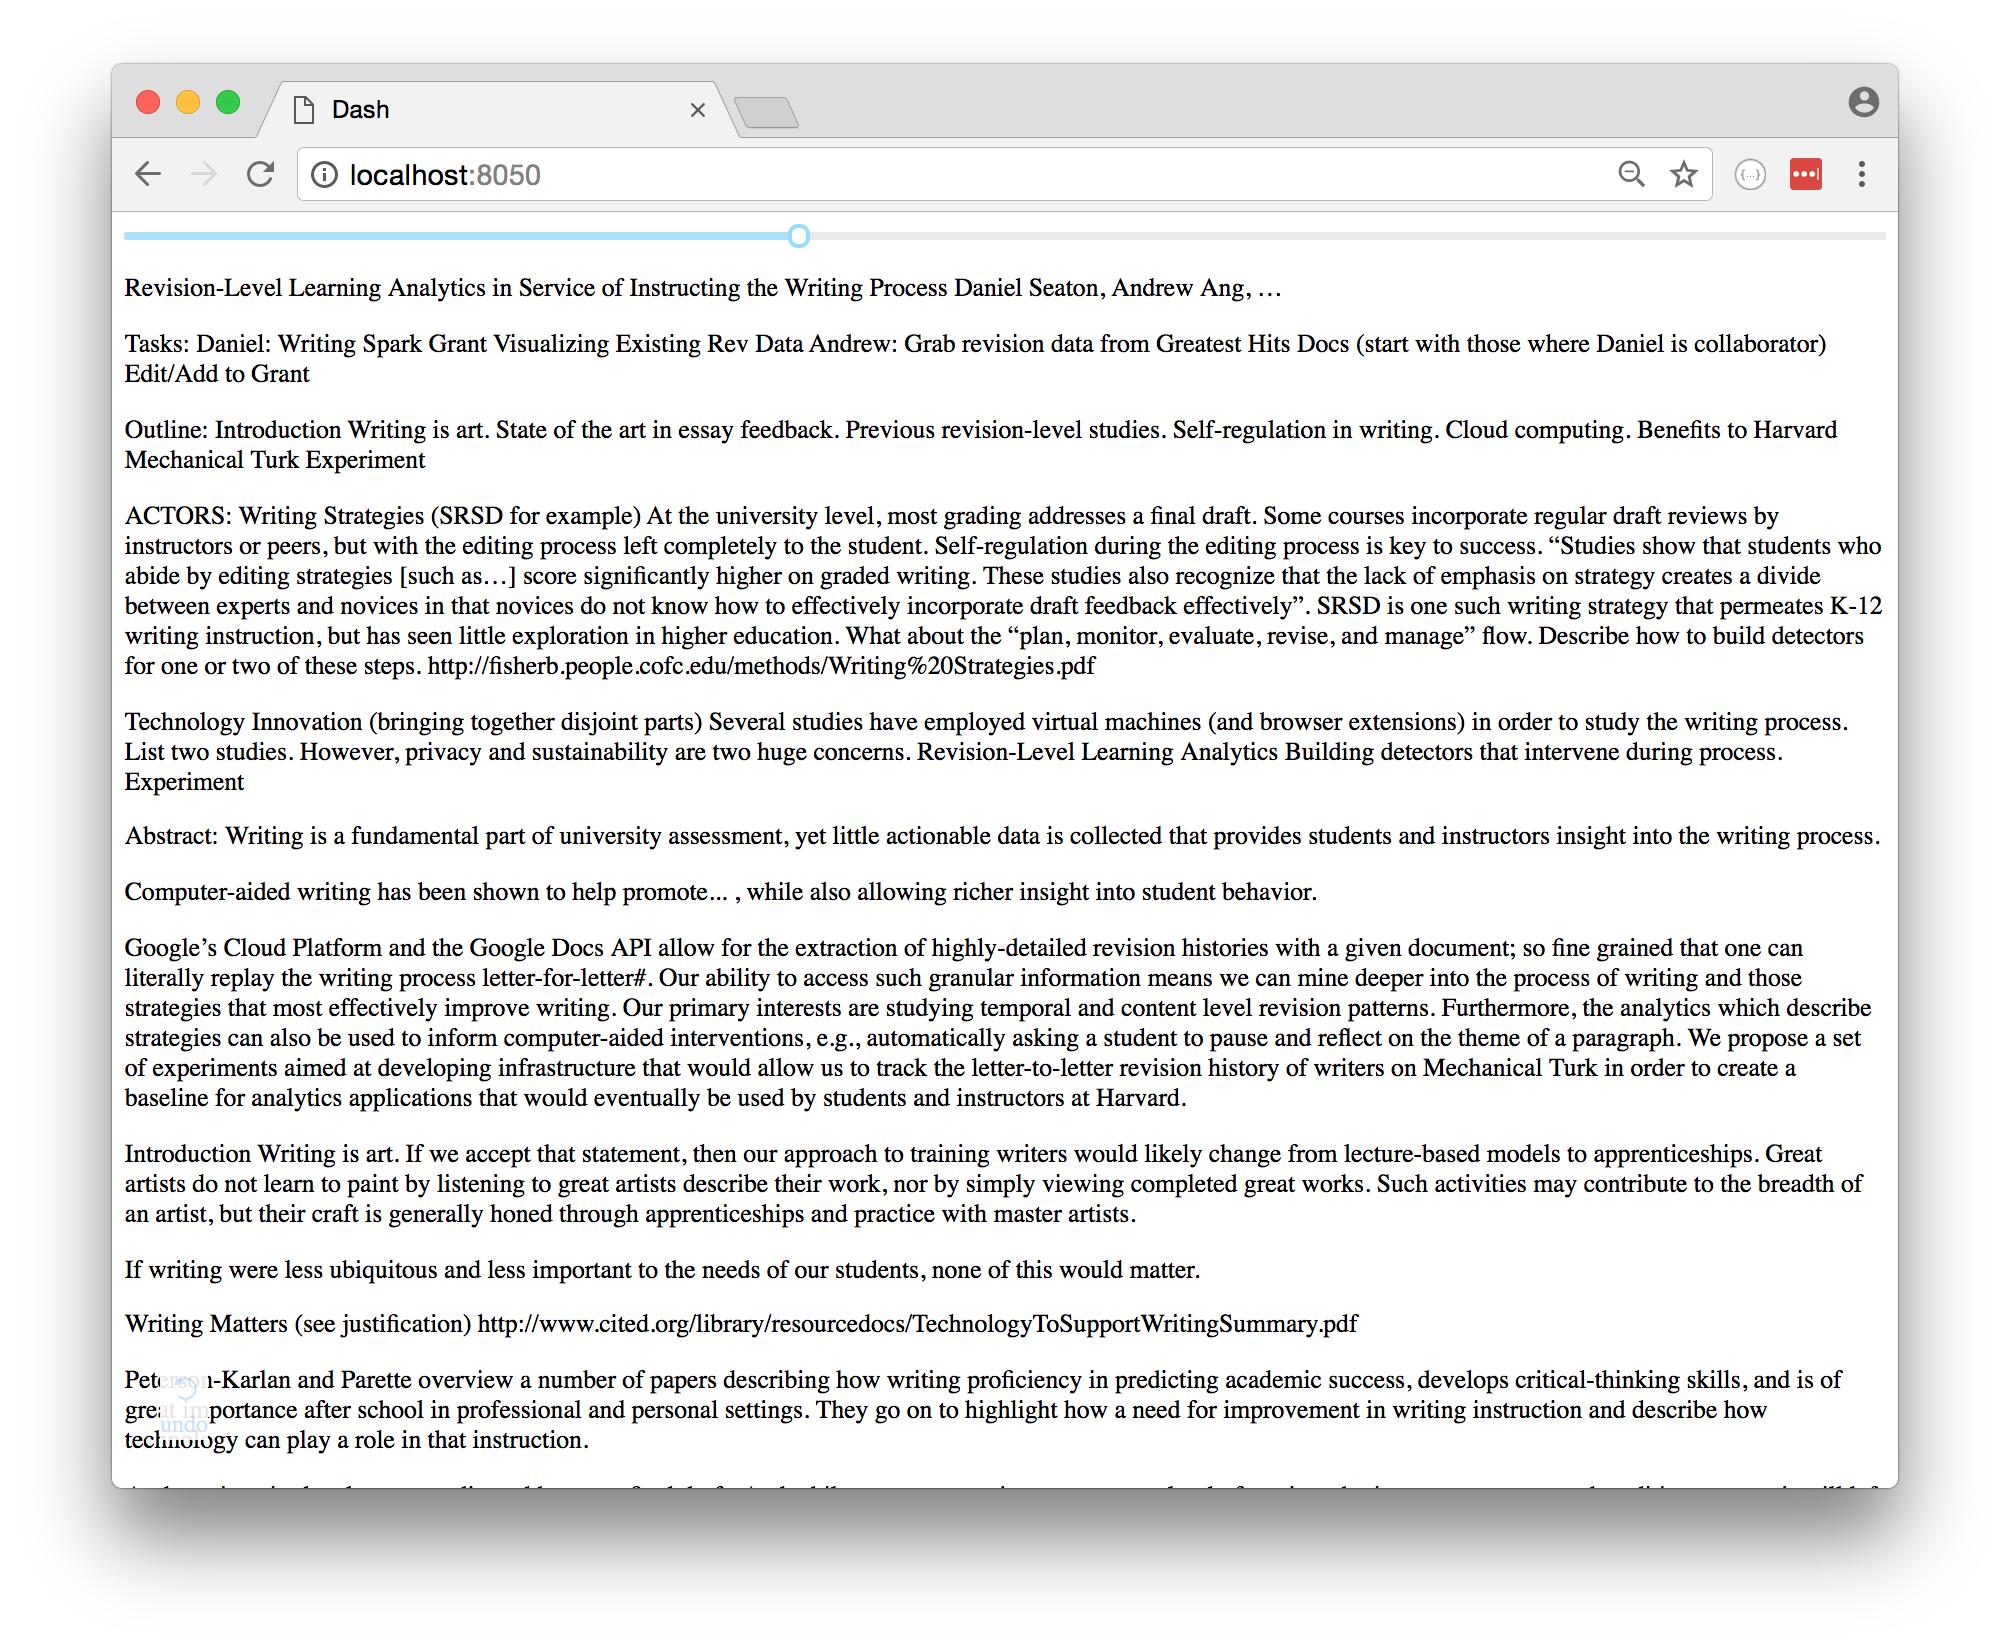 Dash
localhost:8050
Revision-Level Learning Analytics in Service of Instructing the Writing Process Daniel Seaton, Andrew Ang, …
Tasks: Daniel: Writing Spark Grant Visualizing Existing Rev Data Andrew: Grab revision data from Greatest Hits Docs (start with those where Daniel is collaborator)
Edit/Add to Grant
Outline: Introduction Writing is art. State of the art in essay feedback. Previous revision-level studies. Self-regulation in writing. Cloud computing. Benefits to Harvard
Mechanical Turk Experiment
ACTORS: Writing Strategies (SRSD for example) At the university level, most grading addresses a final draft. Some courses incorporate regular draft reviews by
instructors or peers, but with the editing process left completely to the student. Self-regulation during the editing process is key to success. “Studies show that students who
abide by editing strategies [such as…] score significantly higher on graded writing. These studies also recognize that the lack of emphasis on strategy creates a divide
between experts and novices in that novices do not know how to effectively incorporate draft feedback effectively”. SRSD is one such writing strategy that permeates K-12
writing instruction, but has seen little exploration in higher education. What about the “plan, monitor, evaluate, revise, and manage” flow. Describe how to build detectors
for one or two of these steps. http://fisherb.people.cofc.edu/methods/Writing%20Strategies.pdf
Technology Innovation (bringing together disjoint parts) Several studies have employed virtual machines (and browser extensions) in order to study the writing process.
List two studies. However, privacy and sustainability are two huge concerns. Revision-Level Learning Analytics Building detectors that intervene during process.
Experiment
Abstract: Writing is a fundamental part of university assessment, yet little actionable data is collected that provides students and instructors insight into the writing process.
Computer-aided writing has been shown to help promote... , while also allowing richer insight into student behavior.
Google’s Cloud Platform and the Google Docs API allow for the extraction of highly-detailed revision histories with a given document; so fine grained that one can
literally replay the writing process letter-for-letter#. Our ability to access such granular information means we can mine deeper into the process of writing and those
strategies that most effectively improve writing. Our primary interests are studying temporal and content level revision patterns. Furthermore, the analytics which describe
strategies can also be used to inform computer-aided interventions, e.g., automatically asking a student to pause and reflect on the theme of a paragraph. We propose a set
of experiments aimed at developing infrastructure that would allow us to track the letter-to-letter revision history of writers on Mechanical Turk in order to create a
baseline for analytics applications that would eventually be used by students and instructors at Harvard.
Introduction Writing is art. If we accept that statement, then our approach to training writers would likely change from lecture-based models to apprenticeships. Great
artists do not learn to paint by listening to great artists describe their work, nor by simply viewing completed great works. Such activities may contribute to the breadth of
an artist, but their craft is generally honed through apprenticeships and practice with master artists.
If writing were less ubiquitous and less important to the needs of our students, none of this would matter.
Writing Matters (see justification) http://www.cited.org/library/resourcedocs/TechnologyToSupportWritingSummary.pdf
Peterson-Karlan and Parette overview a number of papers describing how writing proficiency in predicting academic success, develops critical-thinking skills, and is of
great importance after school in professional and personal settings. They go on to highlight how a need for improvement in writing instruction and describe how
technology can play a role in that instruction.
undo